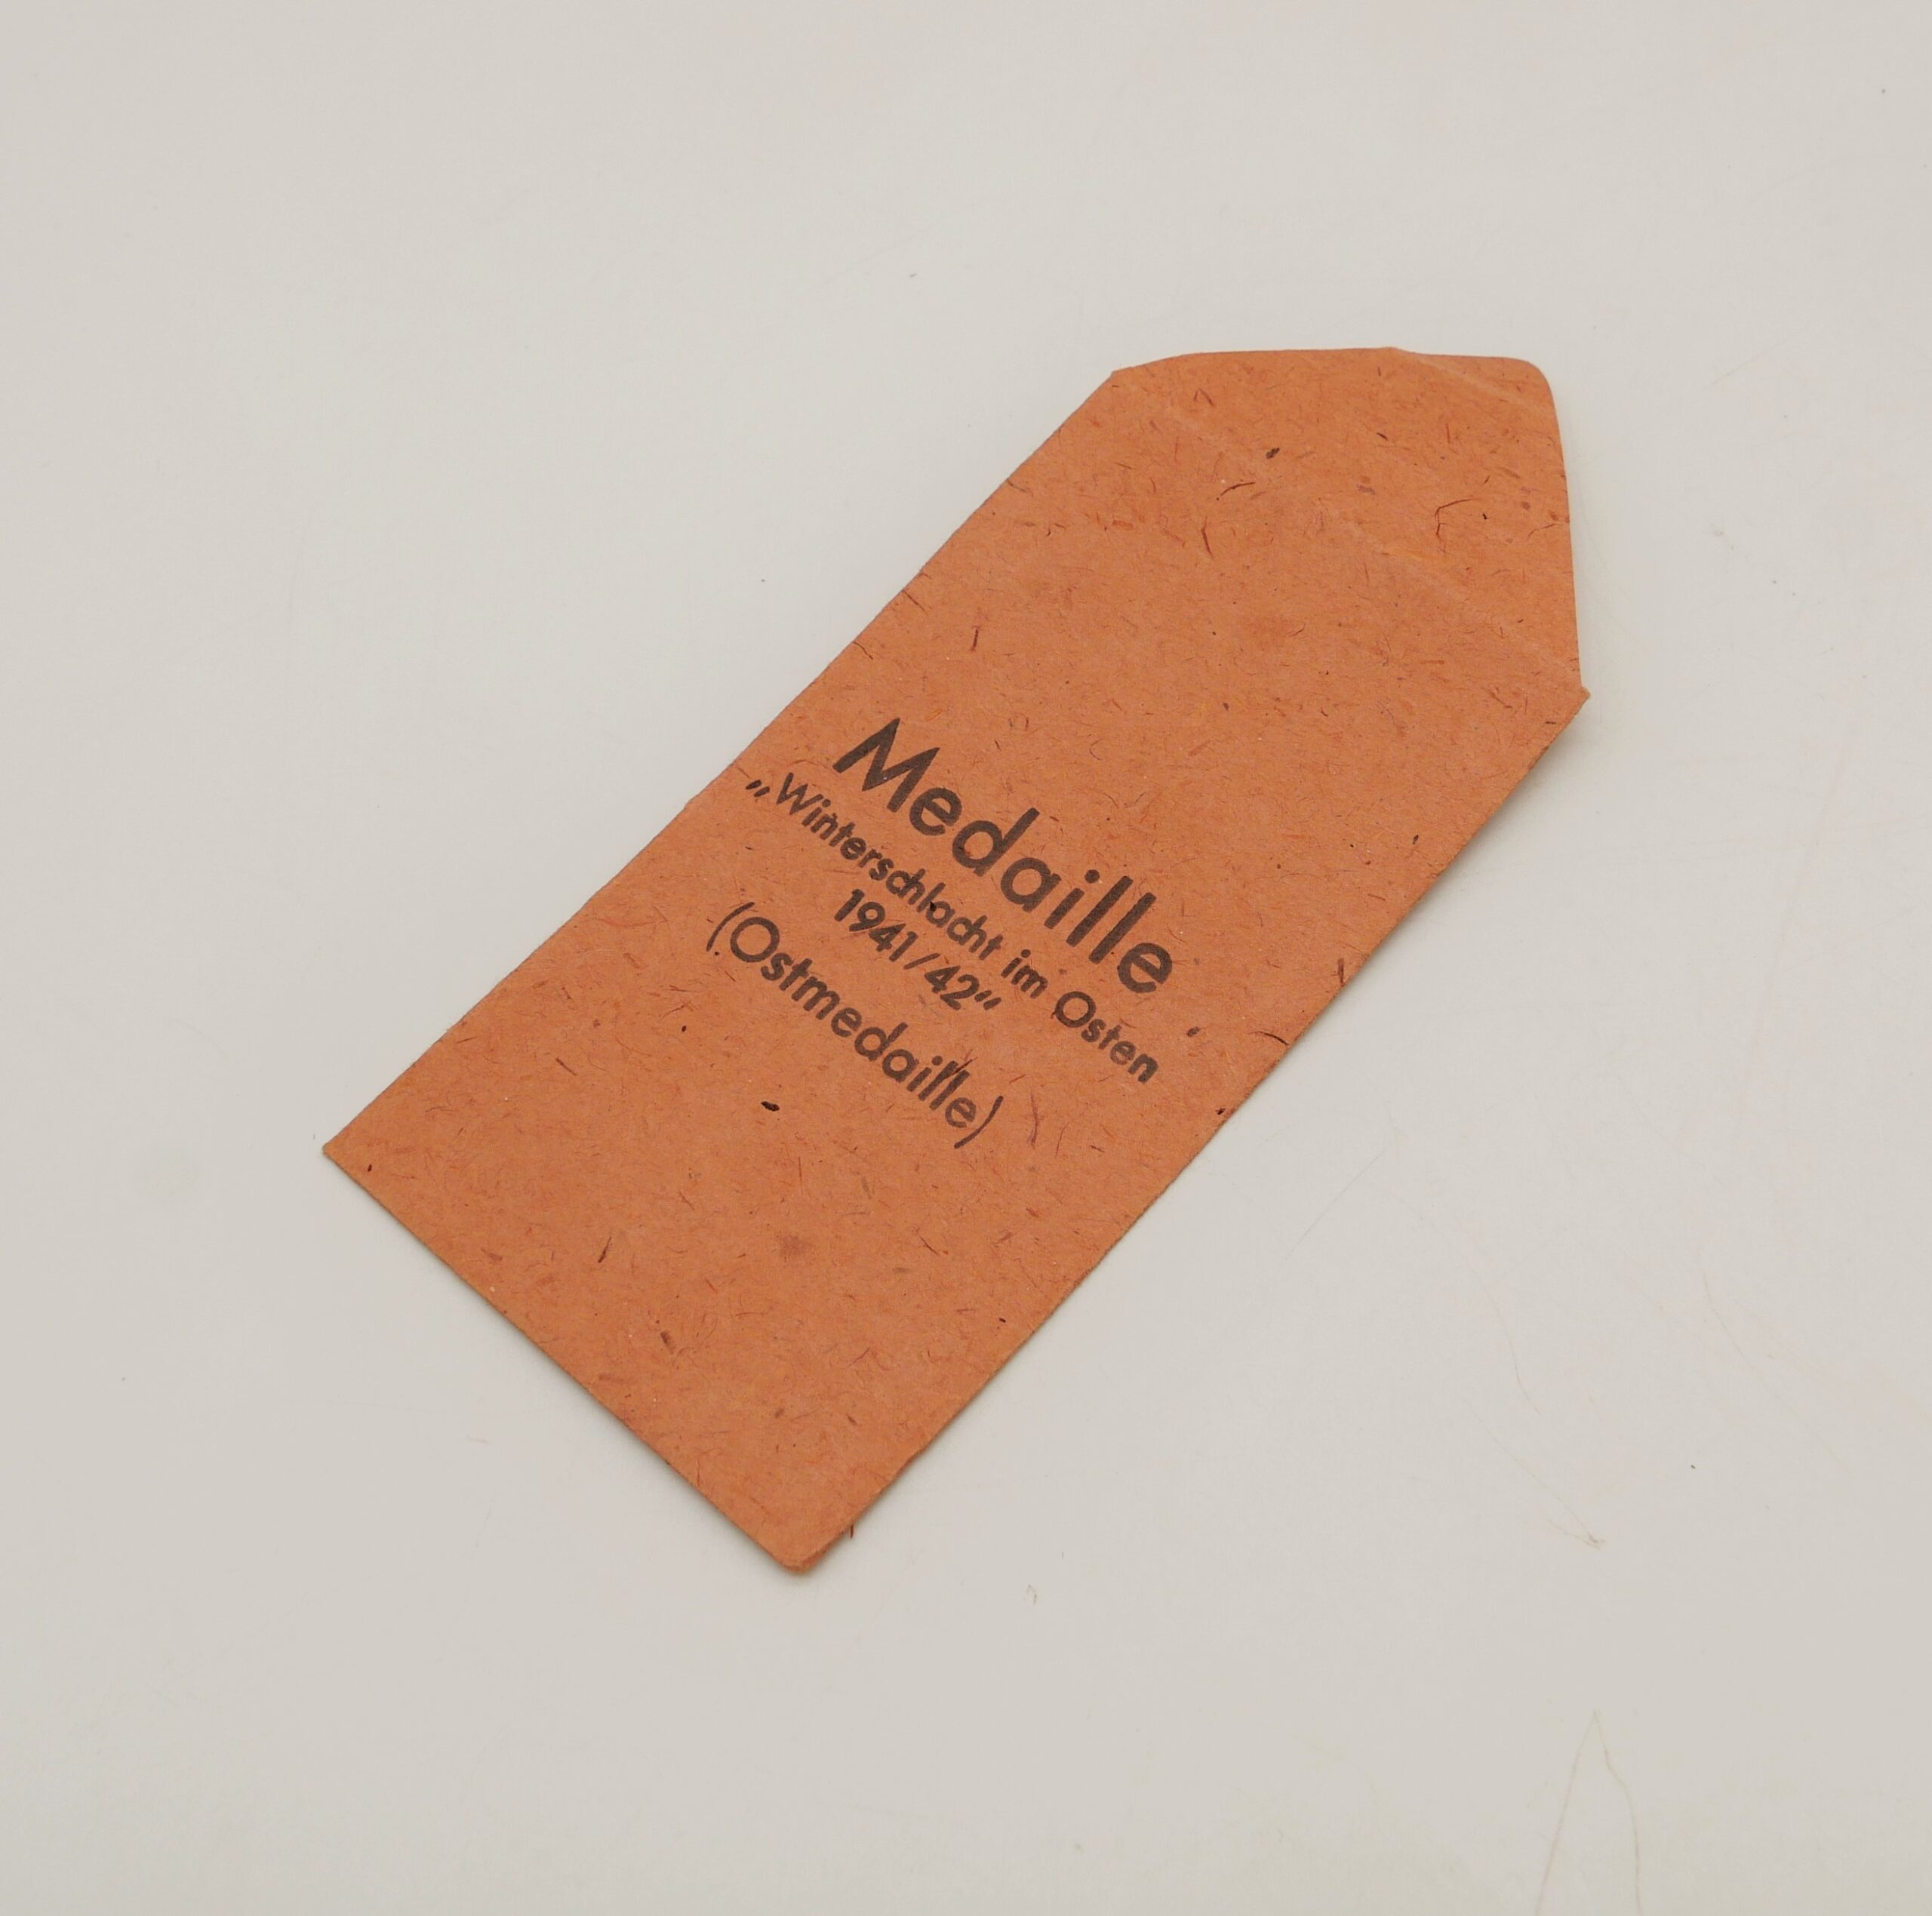 Medaille
„Winterschlacht im Osten
1941/42“
(Ostmedaille)